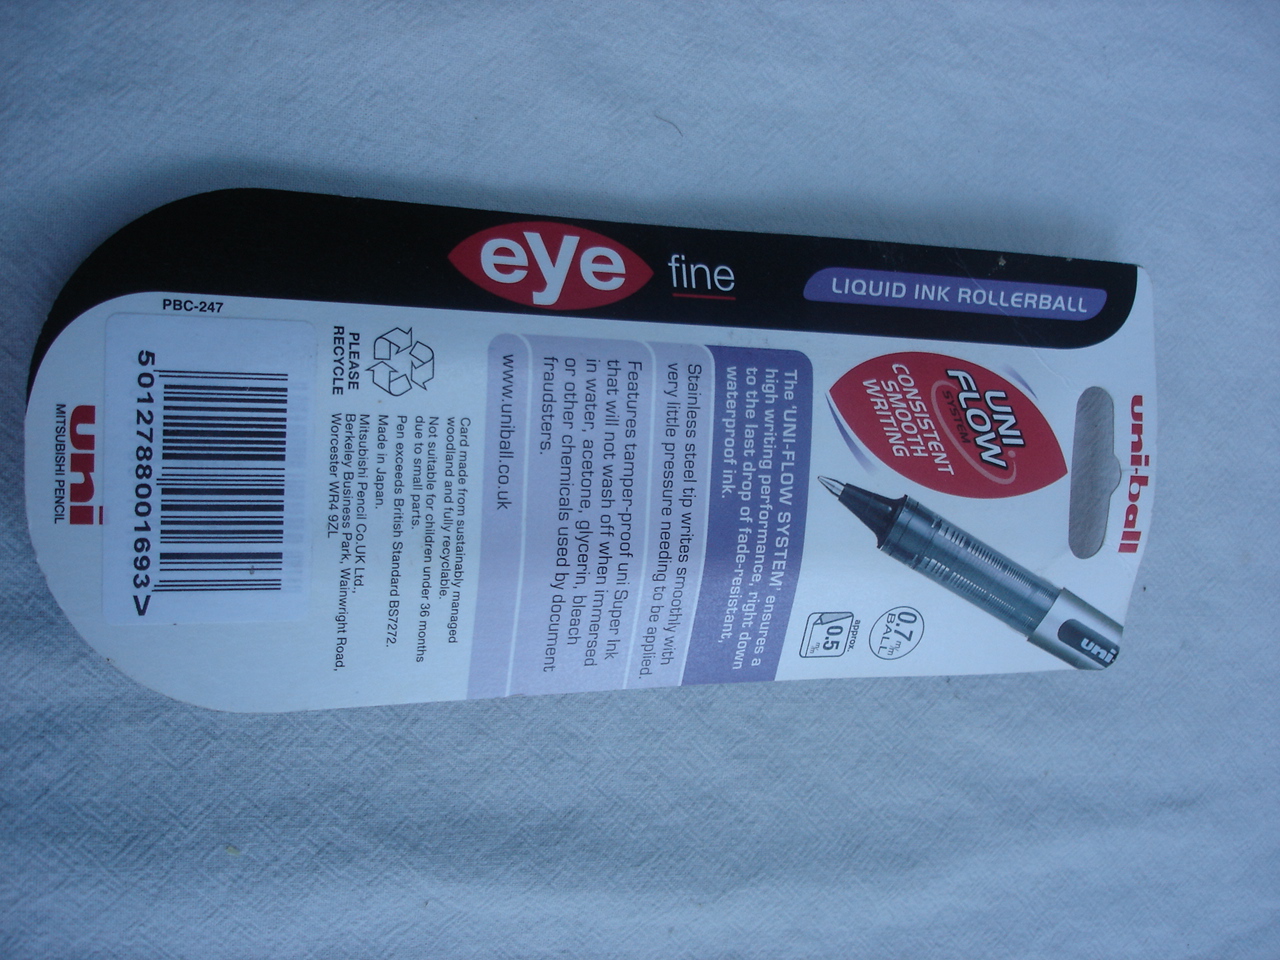 uni-ball
UNI
FLOW
SYSTEM
CONSISTENT
SMOOTH
WRITING
uni
0.7 m/m
BALL
approx.
0.5 m/m
LIQUID INK ROLLERBALL
eye fine
The 'UNI-FLOW SYSTEM' ensures a
high writing performance, right down
to the last drop of fade-resistant,
waterproof ink.
Stainless steel tip writes smoothly with
very little pressure needing to be applied.
Features tamper-proof uni Super Ink
that will not wash off when immersed
in water, acetone, glycerin, bleach
or other chemicals used by document
fraudsters.
www.uniball.co.uk
PLEASE
RECYCLE
Card made from sustainably managed
woodland and fully recyclable.
Not suitable for children under 36 months
due to small parts.
Pen exceeds British Standard BS7272.
Made in Japan.
Mitsubishi Pencil Co.UK Ltd.,
Berkeley Business Park, Wainwright Road,
Worcester WR4 9ZL
PBC-247
5 012788 001693 >
uni
MITSUBISHI PENCIL